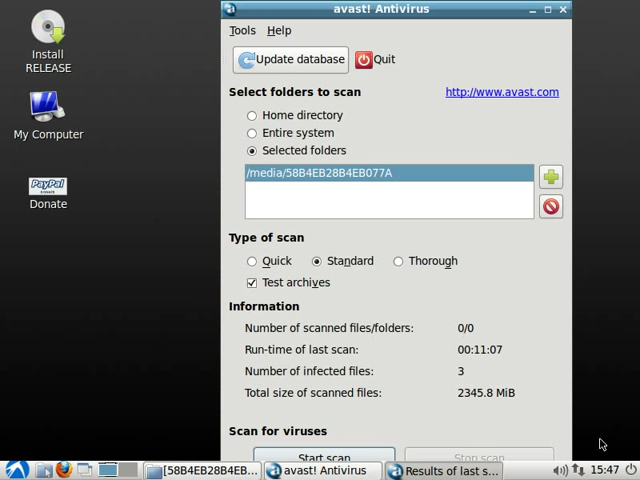 avast! Antivirus
Install
RELEASE
My Computer
PayPal
Donate
Tools Help
Update database Quit
Select folders to scan http://www.avast.com
Home directory
Entire system
Selected folders
/media/58B4EB28B4EB077A
Type of scan
Quick Standard Thorough
Test archives
Information
Number of scanned files/folders: 0/0
Run-time of last scan: 00:11:07
Number of infected files: 3
Total size of scanned files: 2345.8 MiB
Scan for viruses
Start scan Stop scan
[58B4EB28B4EB... avast! Antivirus Results of last s... 15:47